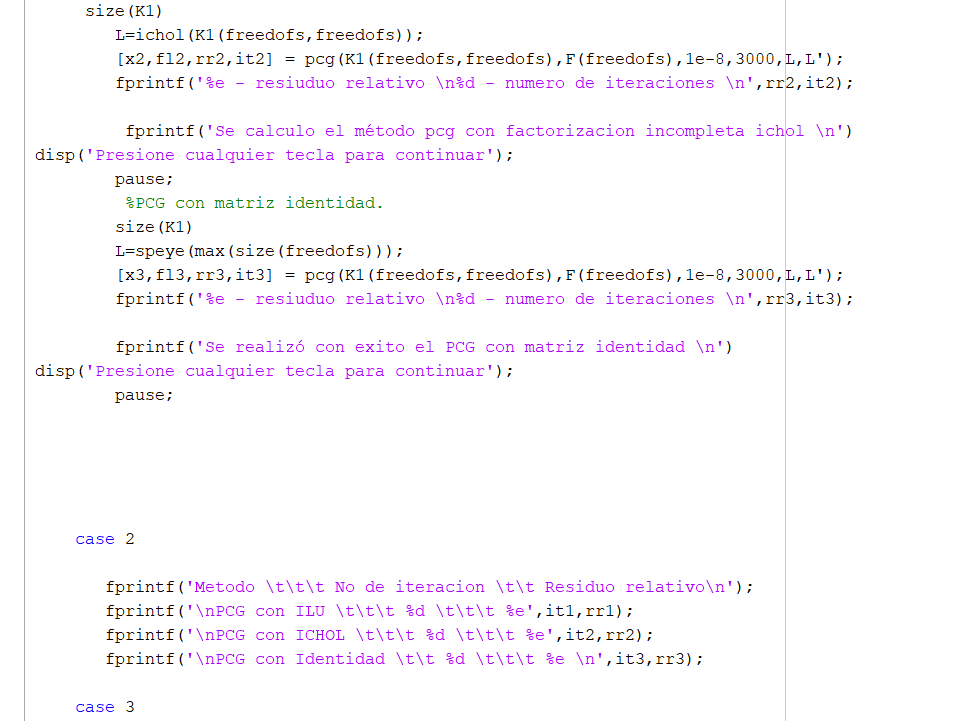 size(K1)
L=ichol(K1(freedofs,freedofs));
[x2,fl2,rr2,it2] = pcg(K1(freedofs,freedofs),F(freedofs),1e-8,3000,L,L');
fprintf('%e - resiuduo relativo \n%d - numero de iteraciones \n',rr2,it2);
fprintf('Se calculo el método pcg con factorizacion incompleta ichol \n')
disp('Presione cualquier tecla para continuar');
pause;
%PCG con matriz identidad.
size(K1)
L=speye(max(size(freedofs)));
[x3,fl3,rr3,it3] = pcg(K1(freedofs,freedofs),F(freedofs),1e-8,3000,L,L');
fprintf('%e - resiuduo relativo \n%d - numero de iteraciones \n',rr3,it3);
fprintf('Se realizó con exito el PCG con matriz identidad \n')
disp('Presione cualquier tecla para continuar');
pause;
case 2
fprintf('Metodo \t\t\t No de iteracion \t\t Residuo relativo\n');
fprintf('\nPCG con ILU \t\t\t %d \t\t\t %e',it1,rr1);
fprintf('\nPCG con ICHOL \t\t\t %d \t\t\t %e',it2,rr2);
fprintf('\nPCG con Identidad \t\t %d \t\t\t %e \n',it3,rr3);
case 3